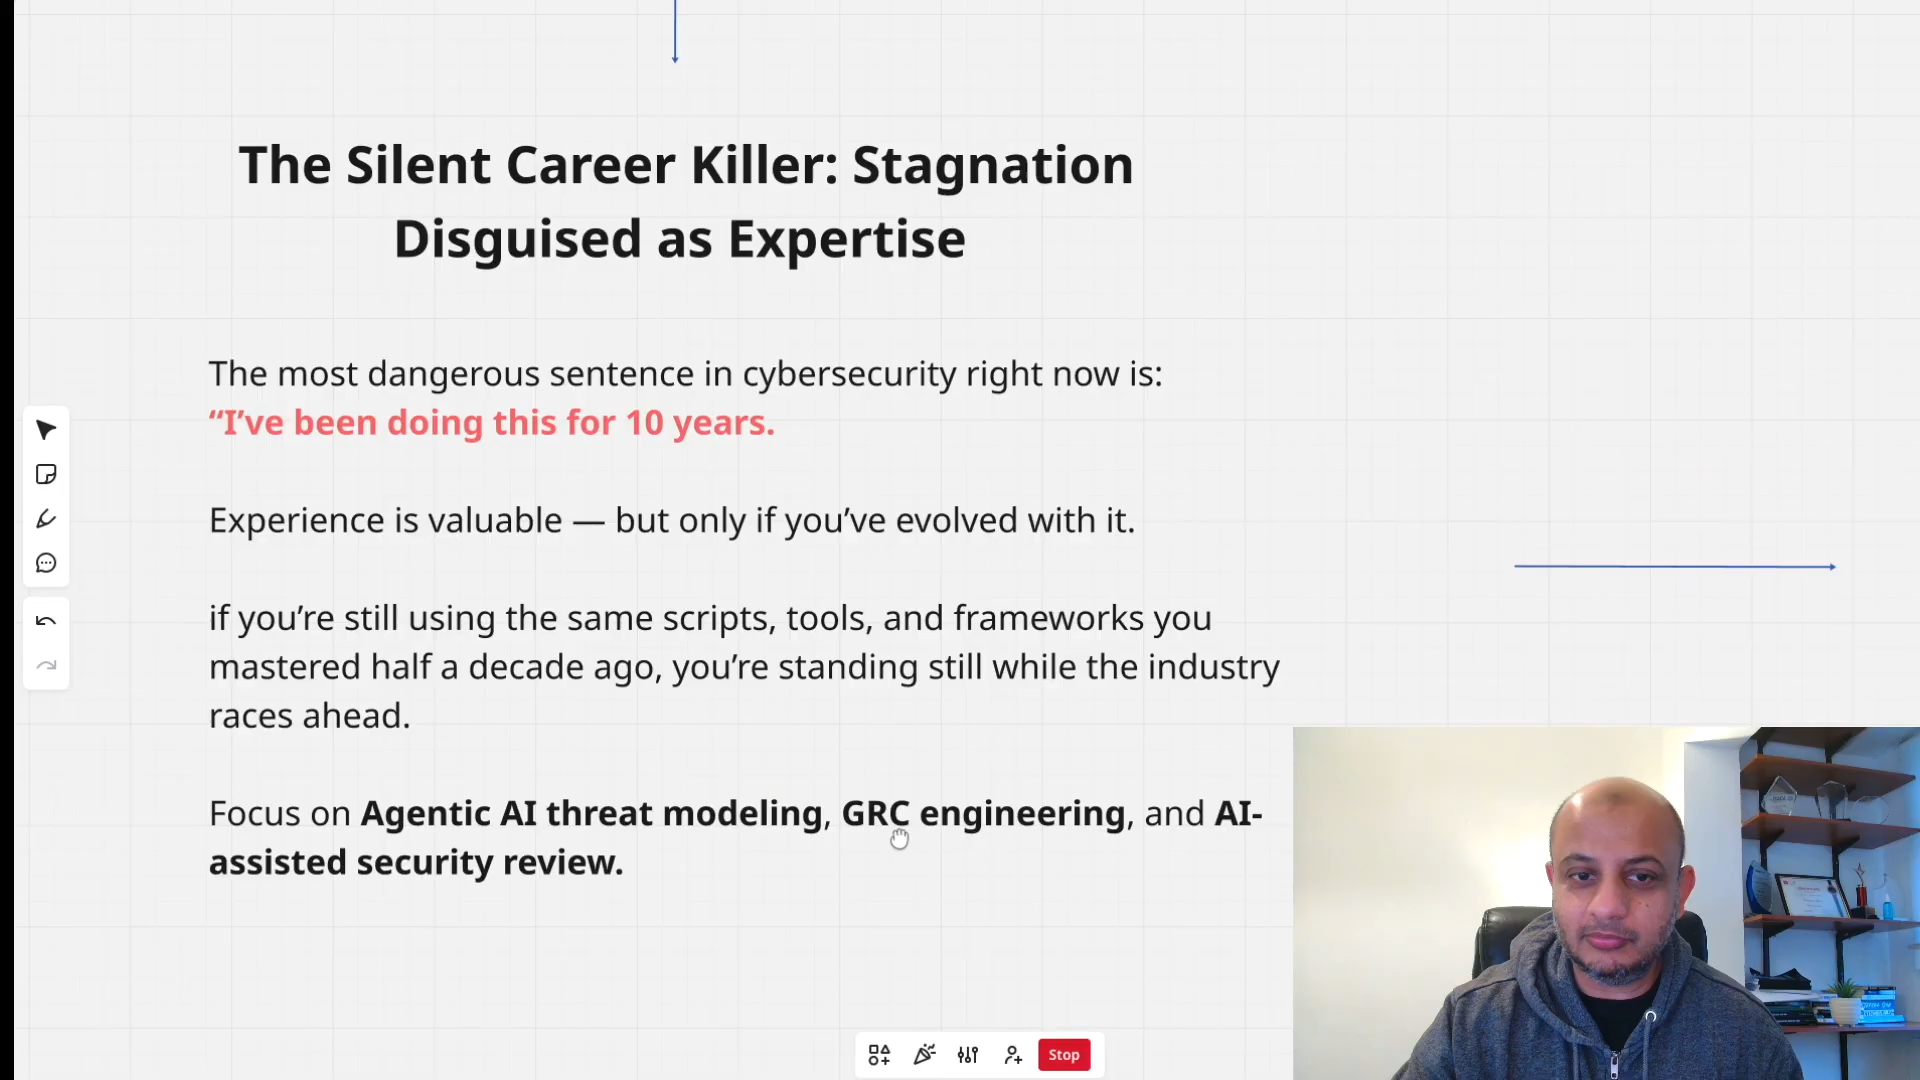 The Silent Career Killer: Stagnation
Disguised as Expertise
The most dangerous sentence in cybersecurity right now is:
“I’ve been doing this for 10 years.
Experience is valuable — but only if you’ve evolved with it.
if you’re still using the same scripts, tools, and frameworks you
mastered half a decade ago, you’re standing still while the industry
races ahead.
Focus on Agentic AI threat modeling, GRC engineering, and AI-
assisted security review.
Stop